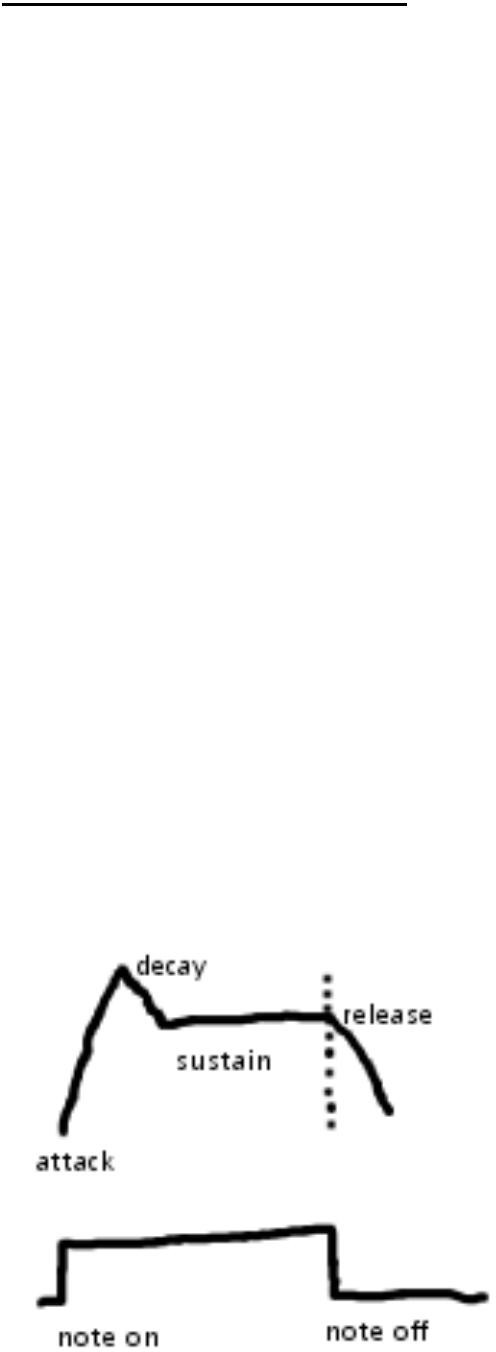 decay
release
sustain
attack
note on
note off